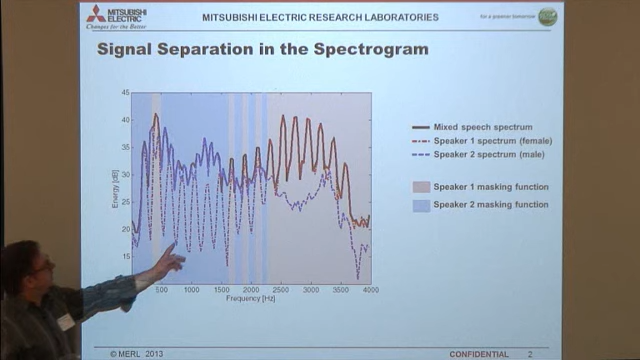 MITSUBISHI ELECTRIC
Changes for the Better
MITSUBISHI ELECTRIC RESEARCH LABORATORIES
for a greener tomorrow
Signal Separation in the Spectrogram
45
40
35
30
25
20
15
Energy [dB]
500 1000 1500 2000 2500 3000 3500 4000
Frequency [Hz]
Mixed speech spectrum
Speaker 1 spectrum (female)
Speaker 2 spectrum (male)
Speaker 1 masking function
Speaker 2 masking function
© MERL 2013
CONFIDENTIAL 2